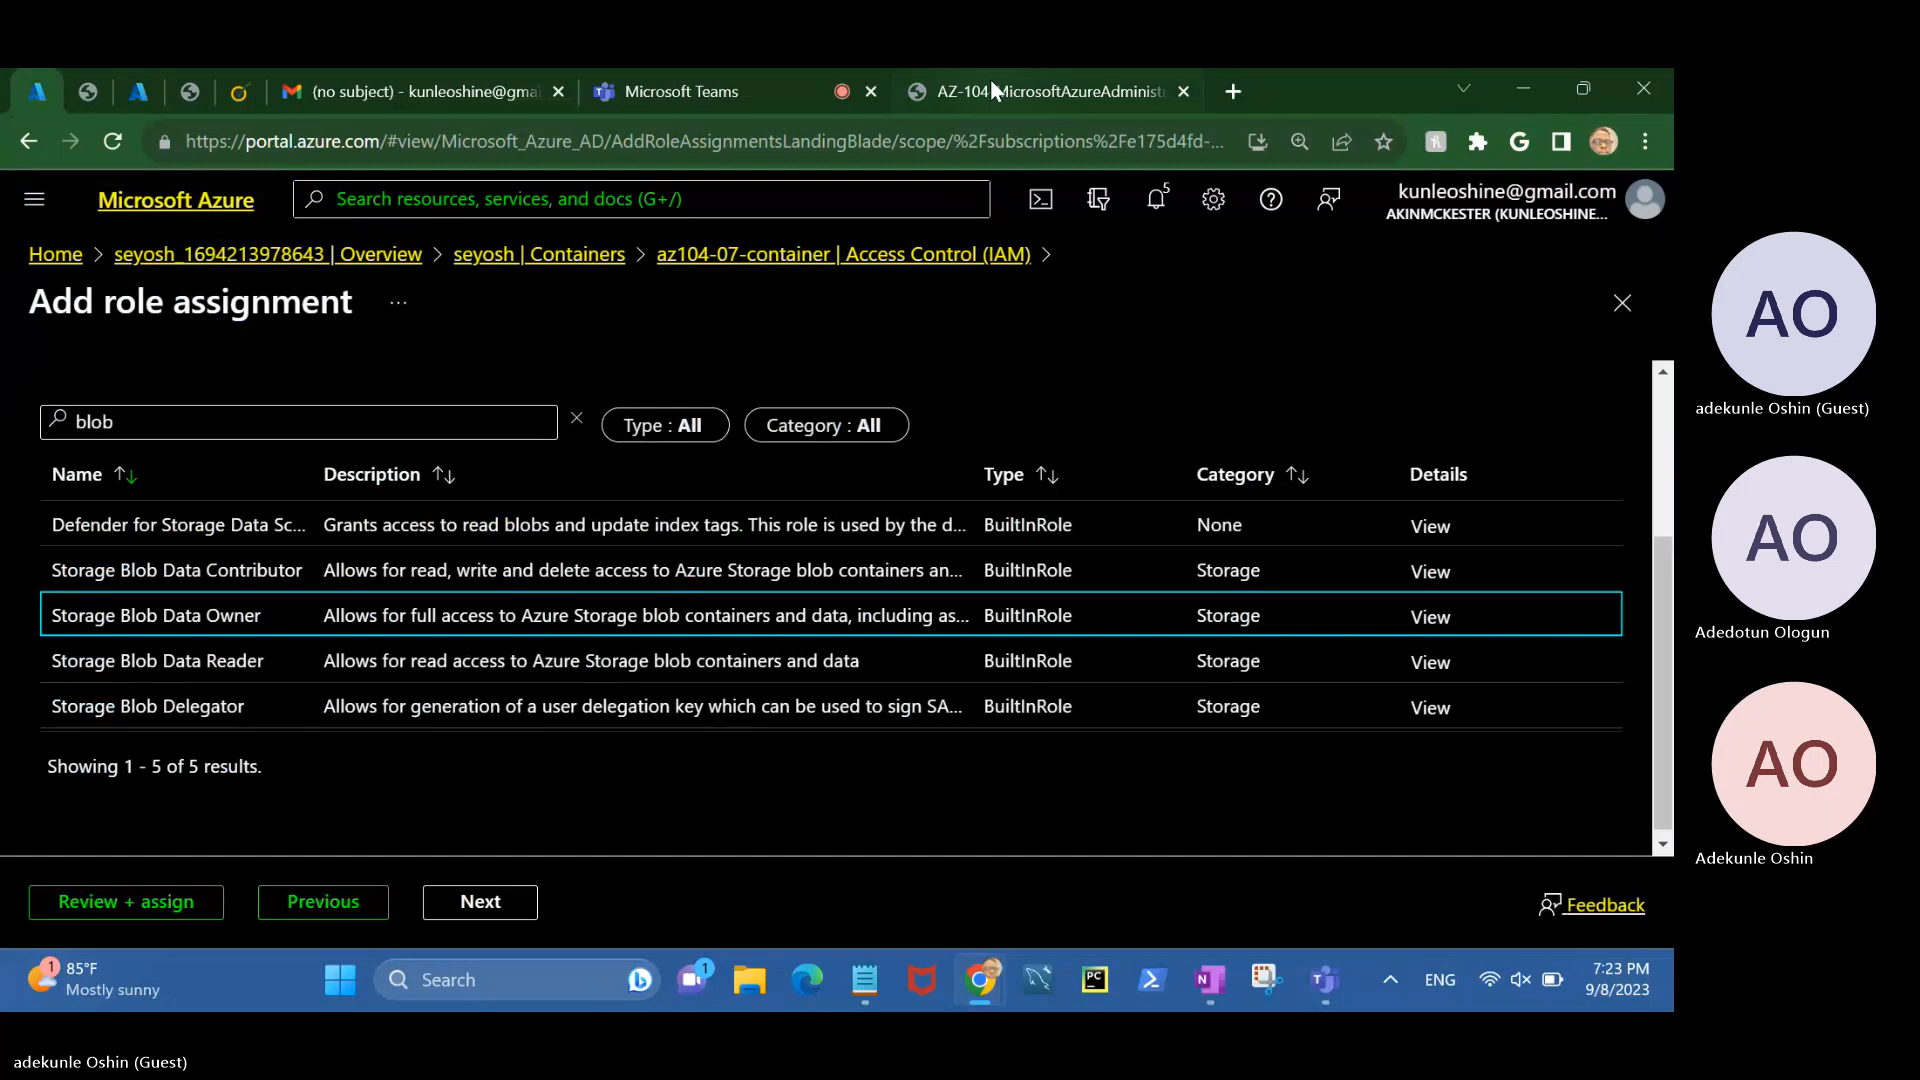 (no subject) - kunleoshine@gma
Microsoft Teams
AZ-104-MicrosoftAzureAdminist
https://portal.azure.com/#view/Microsoft_Azure_AD/AddRoleAssignmentsLandingBlade/scope/%2Fsubscriptions%2Fe175d4fd-...
Microsoft Azure
Search resources, services, and docs (G+/)
5
kunleoshine@gmail.com
AKINMCKESTER (KUNLEOSHINE...
Home > seyosh_1694213978643 | Overview > seyosh | Containers > az104-07-container | Access Control (IAM) >
Add role assignment ...
blob
Type : All
Category : All
Name Description Type Category Details
Defender for Storage Data Sc... Grants access to read blobs and update index tags. This role is used by the d... BuiltInRole None View
Storage Blob Data Contributor Allows for read, write and delete access to Azure Storage blob containers an... BuiltInRole Storage View
Storage Blob Data Owner Allows for full access to Azure Storage blob containers and data, including as... BuiltInRole Storage View
Storage Blob Data Reader Allows for read access to Azure Storage blob containers and data BuiltInRole Storage View
Storage Blob Delegator Allows for generation of a user delegation key which can be used to sign SA... BuiltInRole Storage View
Showing 1 - 5 of 5 results.
Review + assign
Previous
Next
Feedback
1
85°F
Mostly sunny
Search
1
PC
ENG
7:23 PM
9/8/2023
AO
adekunle Oshin (Guest)
AO
Adedotun Ologun
AO
Adekunle Oshin
adekunle Oshin (Guest)